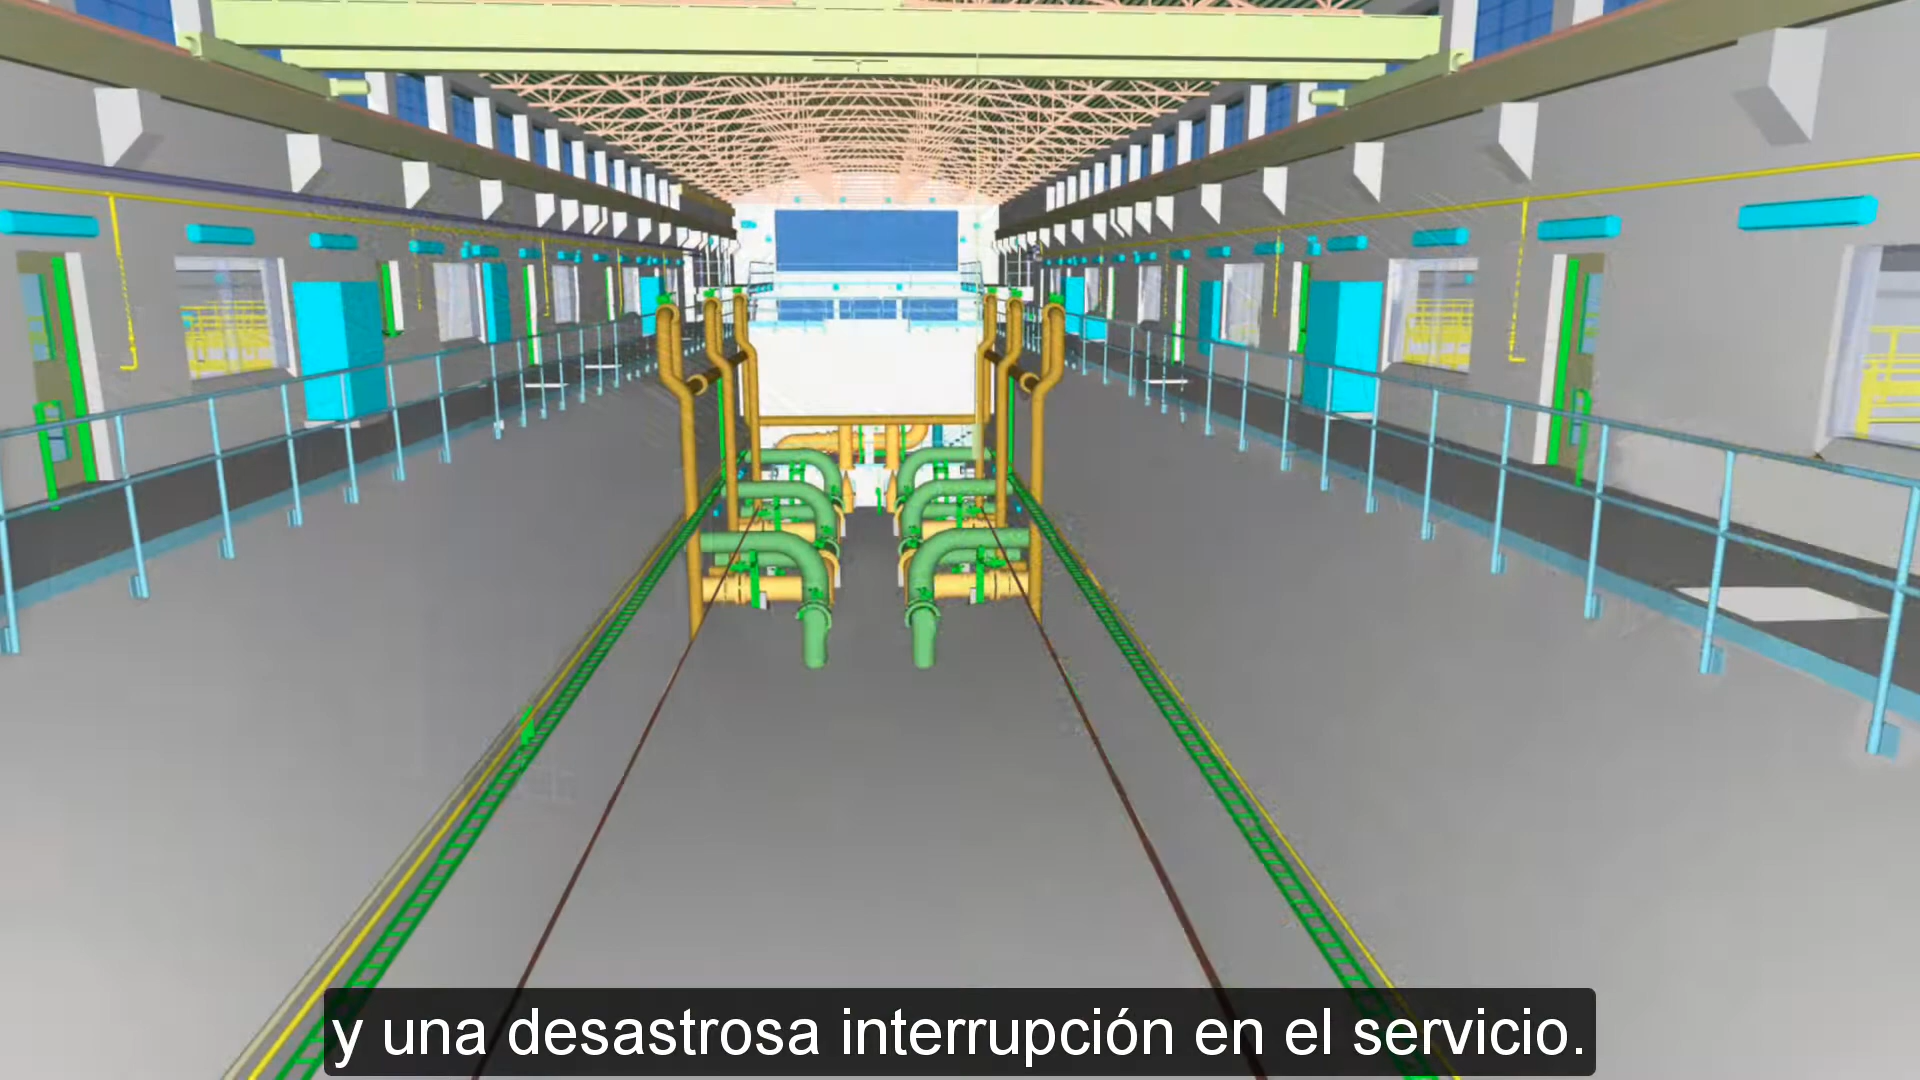 y una desastrosa interrupción en el servicio.